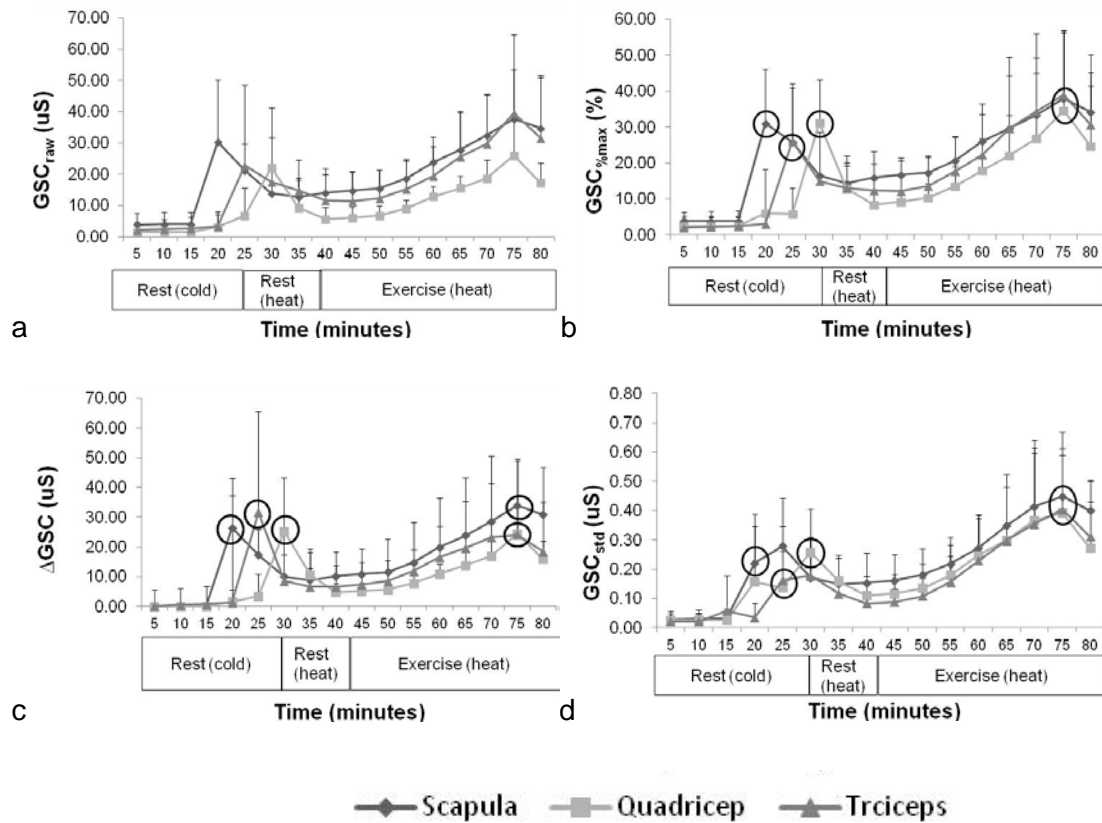 70.00
60.00
50.00
40.00
30.00
20.00
10.00
0.00
GSCraw (uS)
5 10 15 20 25 30 35 40 45 50 55 60 65 70 75 80
Rest (cold)
Rest
(heat)
Exercise (heat)
Time (minutes)
a
60.00
50.00
40.00
30.00
20.00
10.00
0.00
GSC%max (%)
5 10 15 20 25 30 35 40 45 50 55 60 65 70 75 80
Rest (cold)
Rest
(heat)
Exercise (heat)
Time (minutes)
b
70.00
60.00
50.00
40.00
30.00
20.00
10.00
0.00
ΔGSC (uS)
5 10 15 20 25 30 35 40 45 50 55 60 65 70 75 80
Rest (cold)
Rest
(heat)
Exercise (heat)
Time (minutes)
c
0.80
0.70
0.60
0.50
0.40
0.30
0.20
0.10
0.00
GSCstd (uS)
5 10 15 20 25 30 35 40 45 50 55 60 65 70 75 80
Rest (cold)
Rest
(heat)
Exercise (heat)
Time (minutes)
d
Scapula Quadricep Trciceps